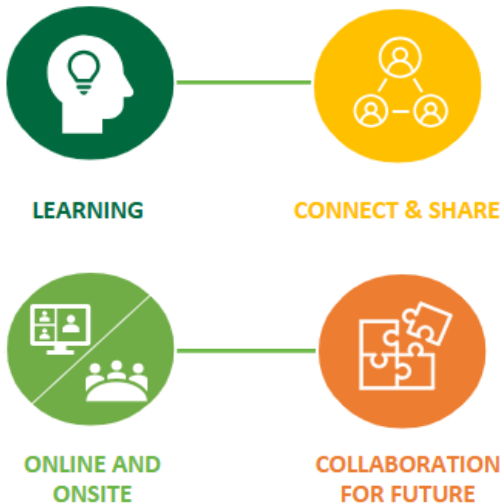 LEARNING
CONNECT & SHARE
ONLINE AND
ONSITE
COLLABORATION
FOR FUTURE